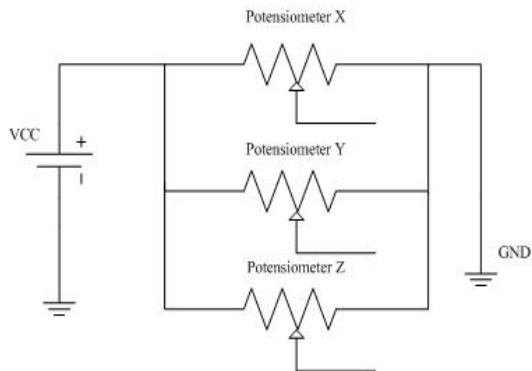 Potensiometer X
VCC
+
Potensiometer Y
GND
Potensiometer Z